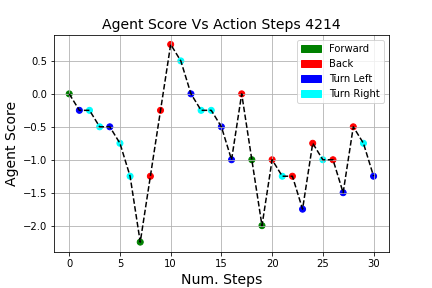 Agent Score Vs Action Steps 4214
Forward
Back
Turn Left
Turn Right
0.5
0.0
−0.5
−1.0
−1.5
−2.0
Agent Score
0 5 10 15 20 25 30
Num. Steps